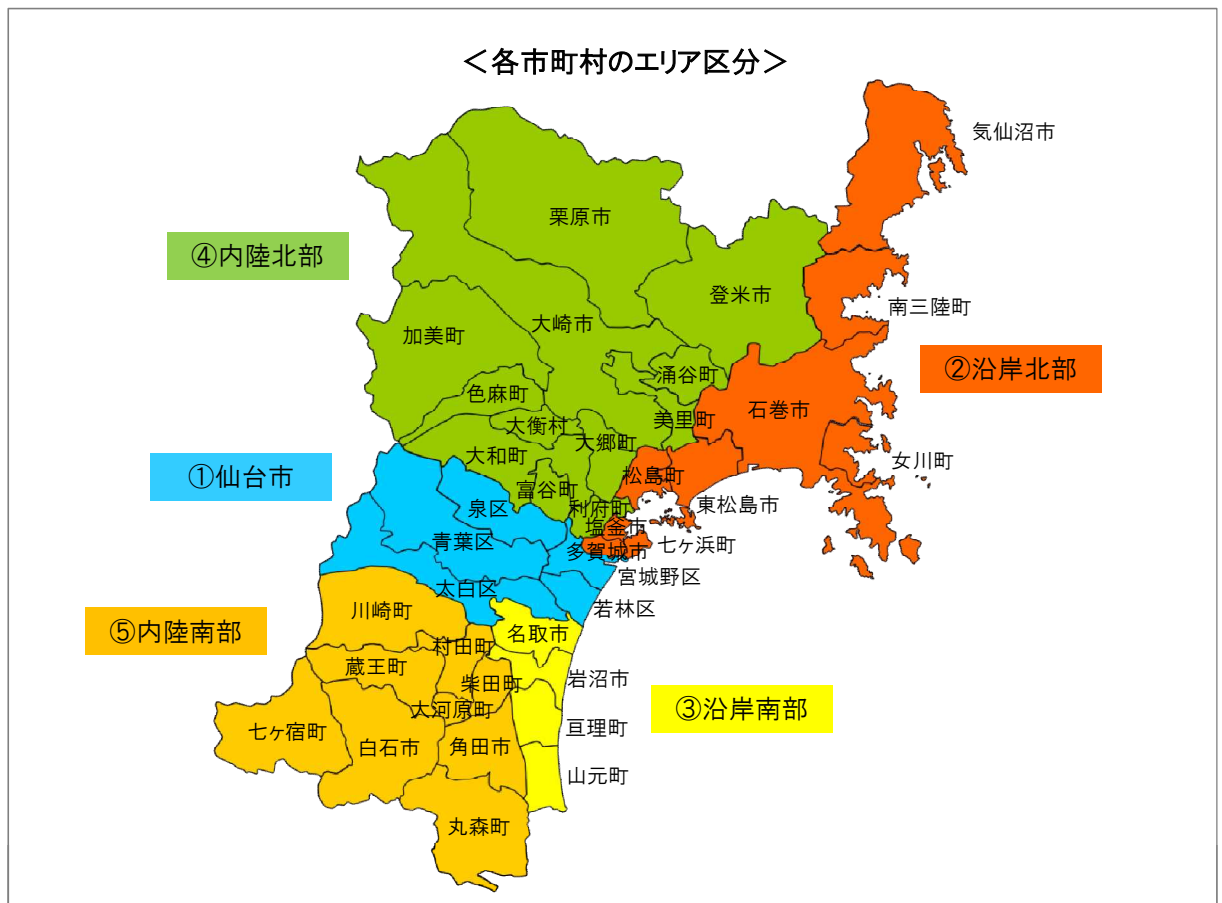 ＜各市町村のエリア区分＞
気仙沼市
栗原市
④内陸北部
登米市
南三陸町
大崎市
加美町
②沿岸北部
涌谷町
色麻町
石巻市
美里町
大衡村
大郷町
大和町
女川町
①仙台市
松島町
富谷町
東松島市
泉区
利府町
塩釜市
青葉区
七ヶ浜町
多賀城市
宮城野区
太白区
若林区
川崎町
⑤内陸南部
名取市
村田町
蔵王町
岩沼市
柴田町
③沿岸南部
大河原町
亘理町
七ヶ宿町
白石市
角田市
山元町
丸森町